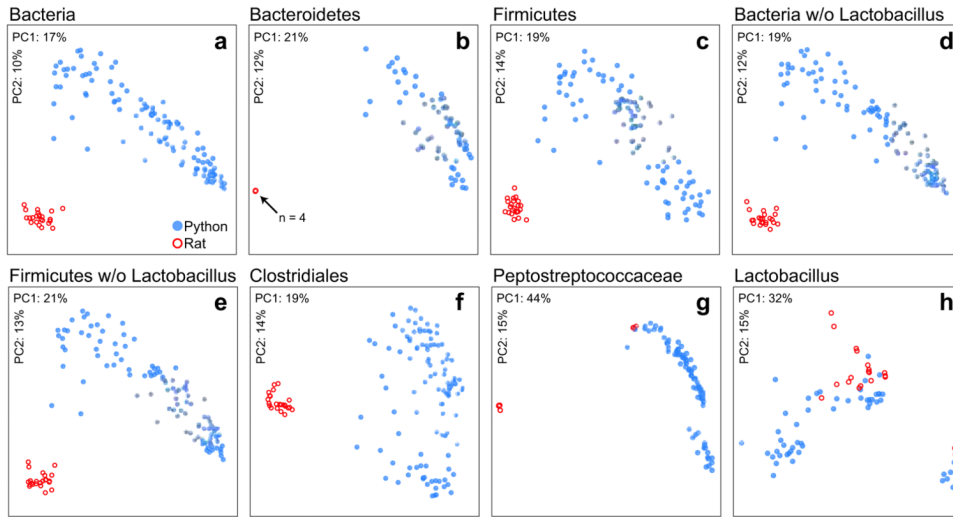 Bacteria
PC1: 17%
a
PC2: 10%
Python
Rat
Bacteroidetes
PC1: 21%
b
PC2: 12%
n = 4
Firmicutes
PC1: 19%
c
PC2: 14%
Bacteria w/o Lactobacillus
PC1: 19%
d
PC2: 12%
Firmicutes w/o Lactobacillus
PC1: 21%
e
PC2: 13%
Clostridiales
PC1: 19%
f
PC2: 14%
Peptostreptococcaceae
PC1: 44%
g
PC2: 15%
Lactobacillus
PC1: 32%
h
PC2: 15%